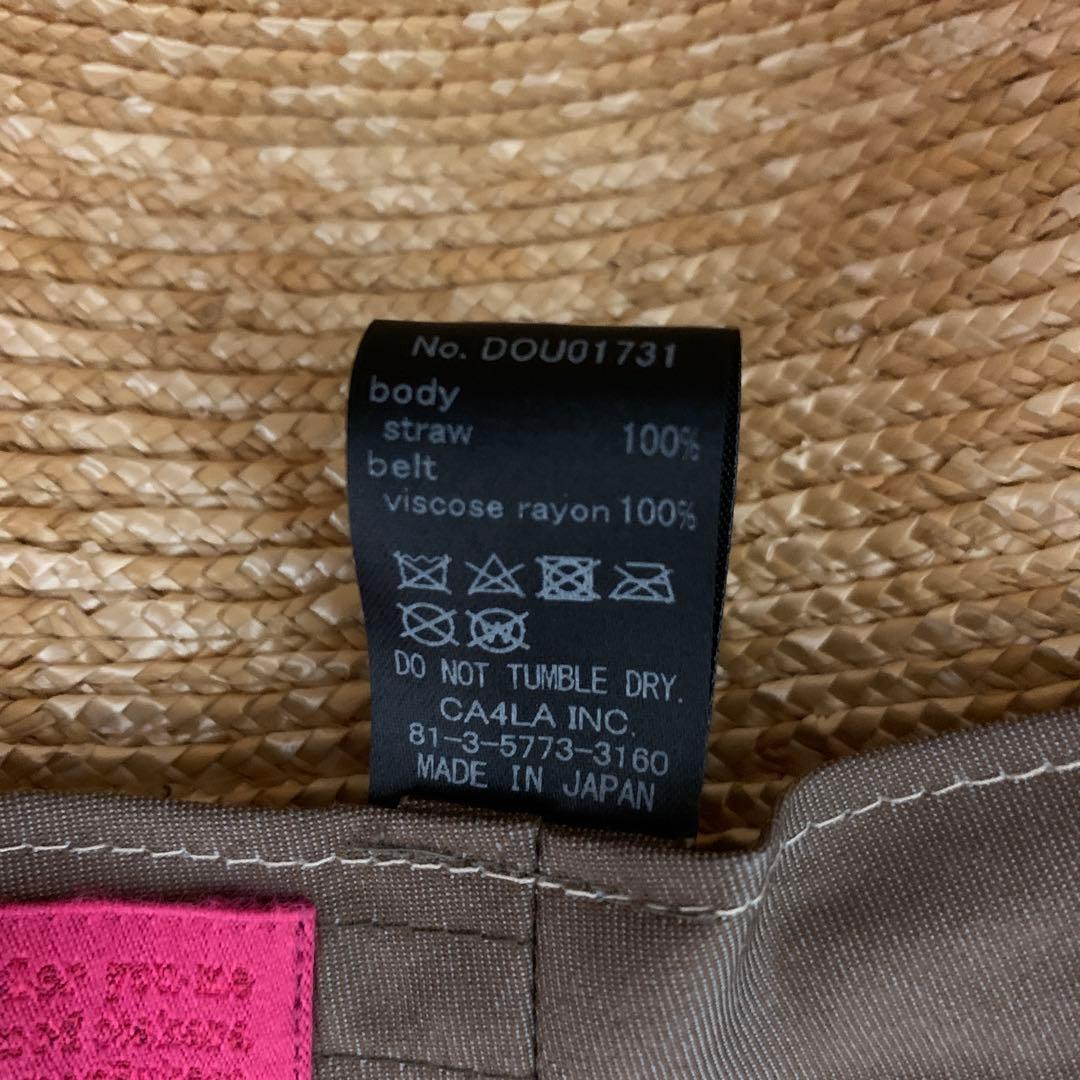 No. DOU01731
body
straw 100%
belt
viscose rayon 100%
DO NOT TUMBLE DRY.
CA4LA INC.
81-3-5773-3160
MADE IN JAPAN